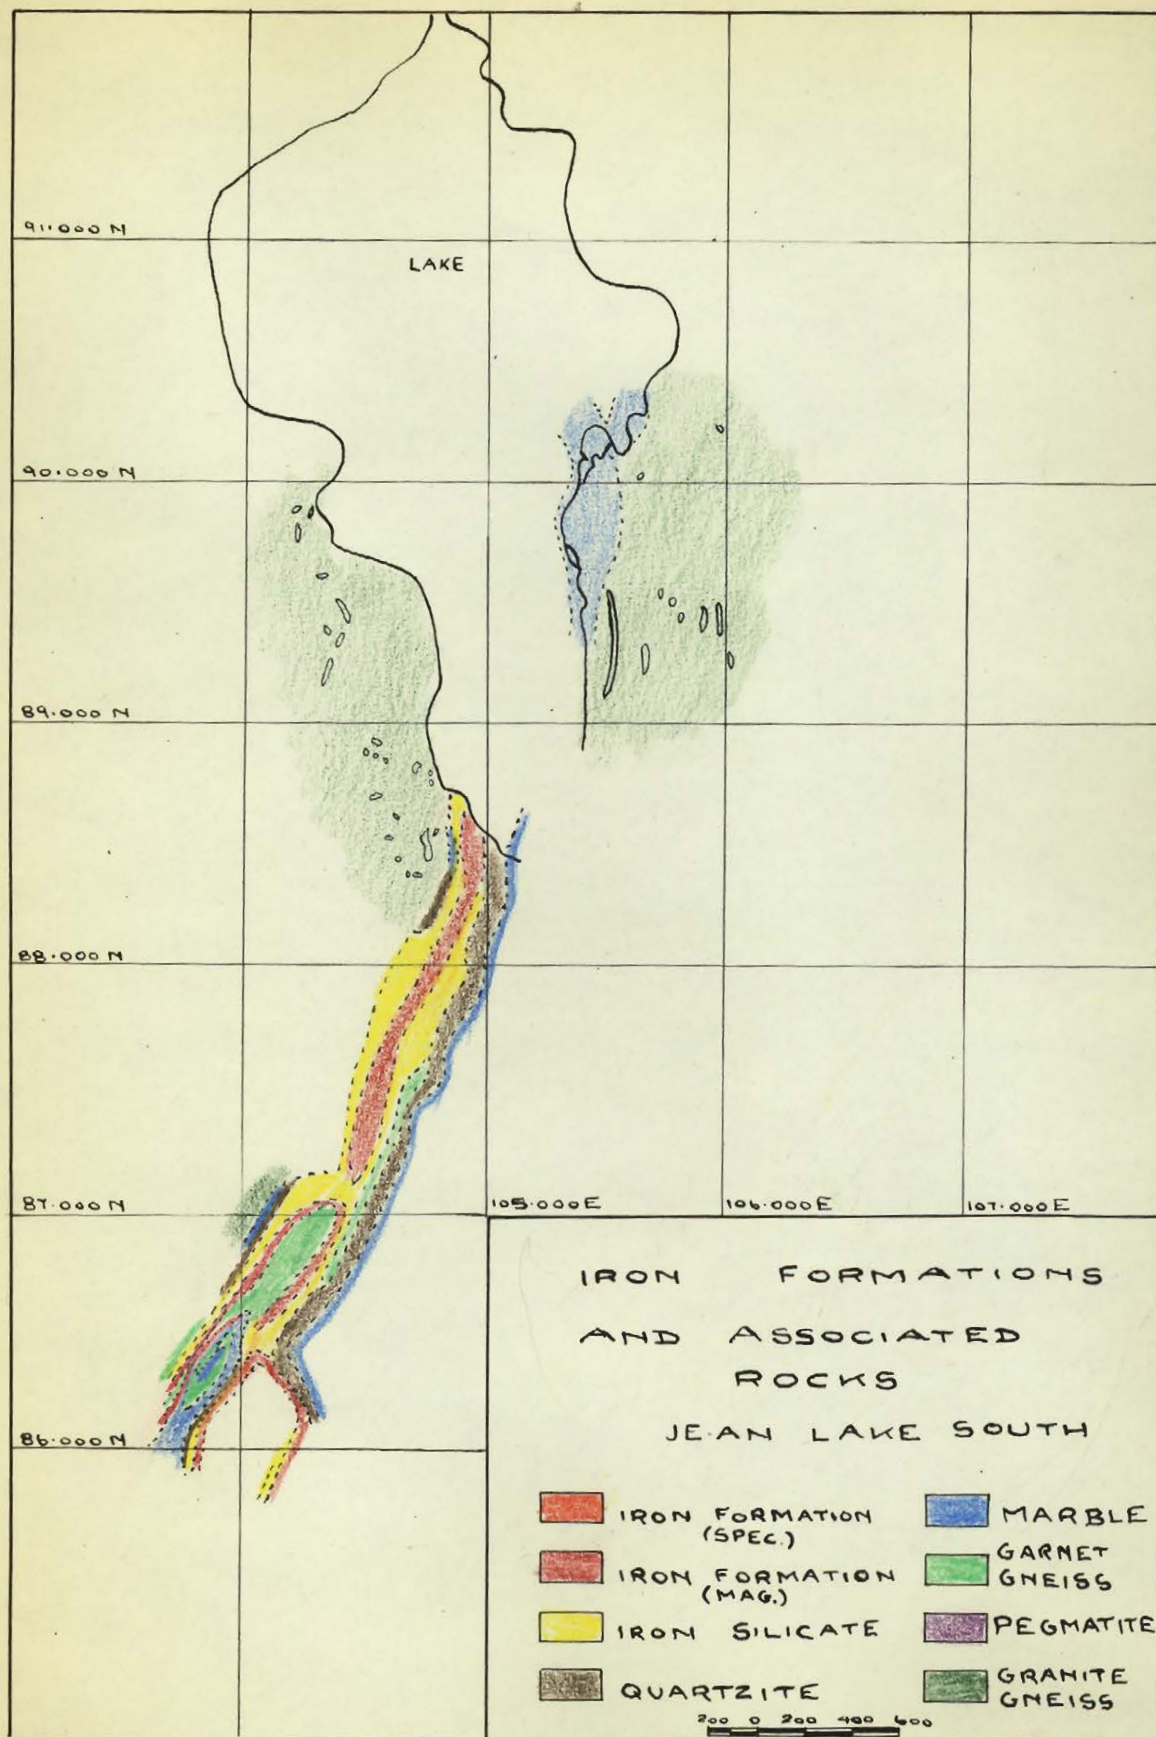 91.000 N
LAKE
90.000 N
89.000 N
88.000 N
87.000 N
105.000E
106.000E
107.000E
86.000 N
IRON FORMATIONS
AND ASSOCIATED
ROCKS
JEAN LAKE SOUTH
IRON FORMATION
(SPEC.)
IRON FORMATION
(MAG.)
IRON SILICATE
QUARTZITE
MARBLE
GARNET
GNEISS
PEGMATITE
GRANITE
GNEISS
200 0 200 400 600